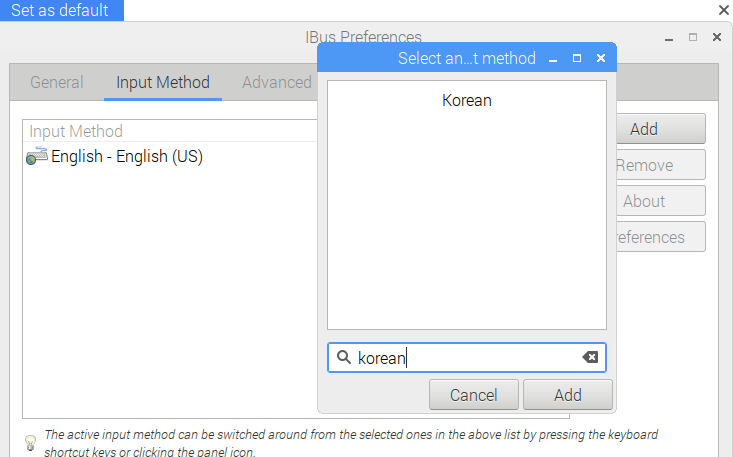 Set as default
IBus Preferences
Select an...t method
General
Input Method
Advanced
Korean
Input Method
Add
English - English (US)
Remove
About
references
korean
Cancel
Add
The active input method can be switched around from the selected ones in the above list by pressing the keyboard
shortcut keys or clicking the panel icon.